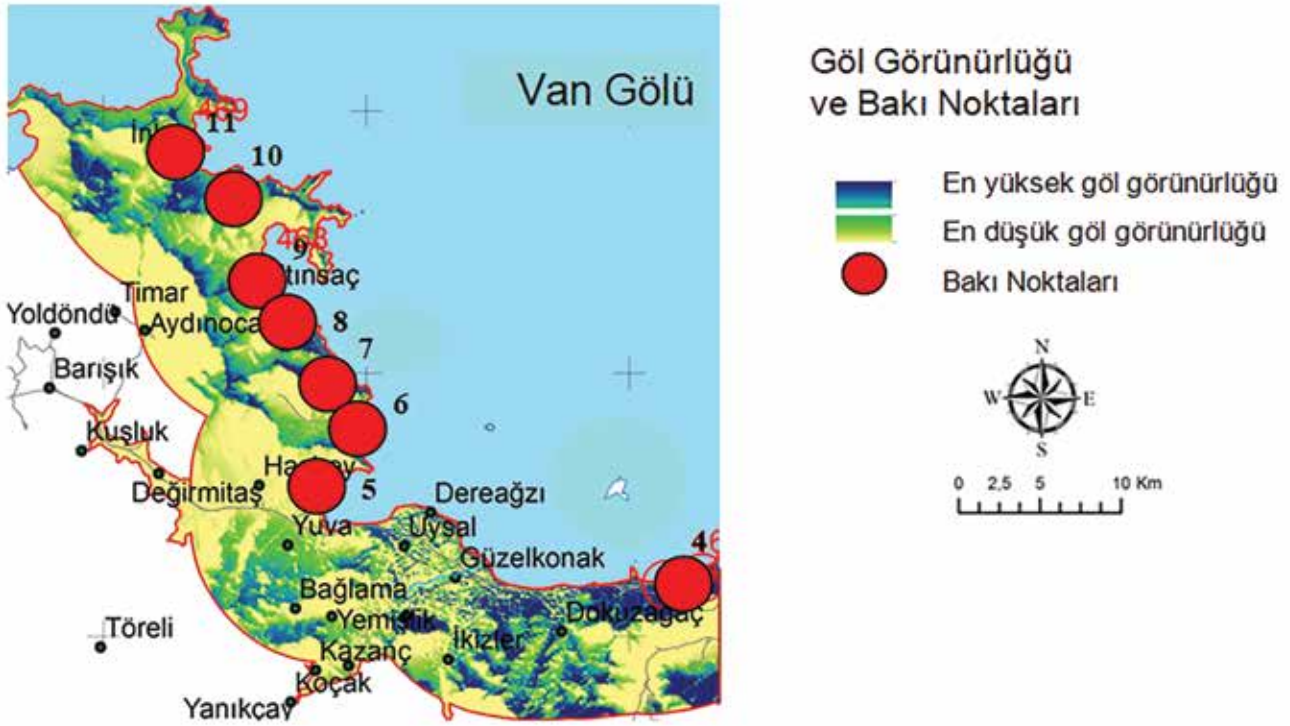 Van Gölü
11
10
9
8
7
6
5
4
Timar
Yoldöndü
Barışık
Kuşluk
Değirmitaş
Yuva
Dereağzı
Uysal
Güzelkonak
Bağlama
Yemişlik
Dokuzağaç
Töreli
İkizler
Kazanç
Koçak
Yanıkçay
Göl Görünürlüğü
ve Bakı Noktaları
En yüksek göl görünürlüğü
En düşük göl görünürlüğü
Bakı Noktaları
N
W E
S
0 2,5 5 10 Km